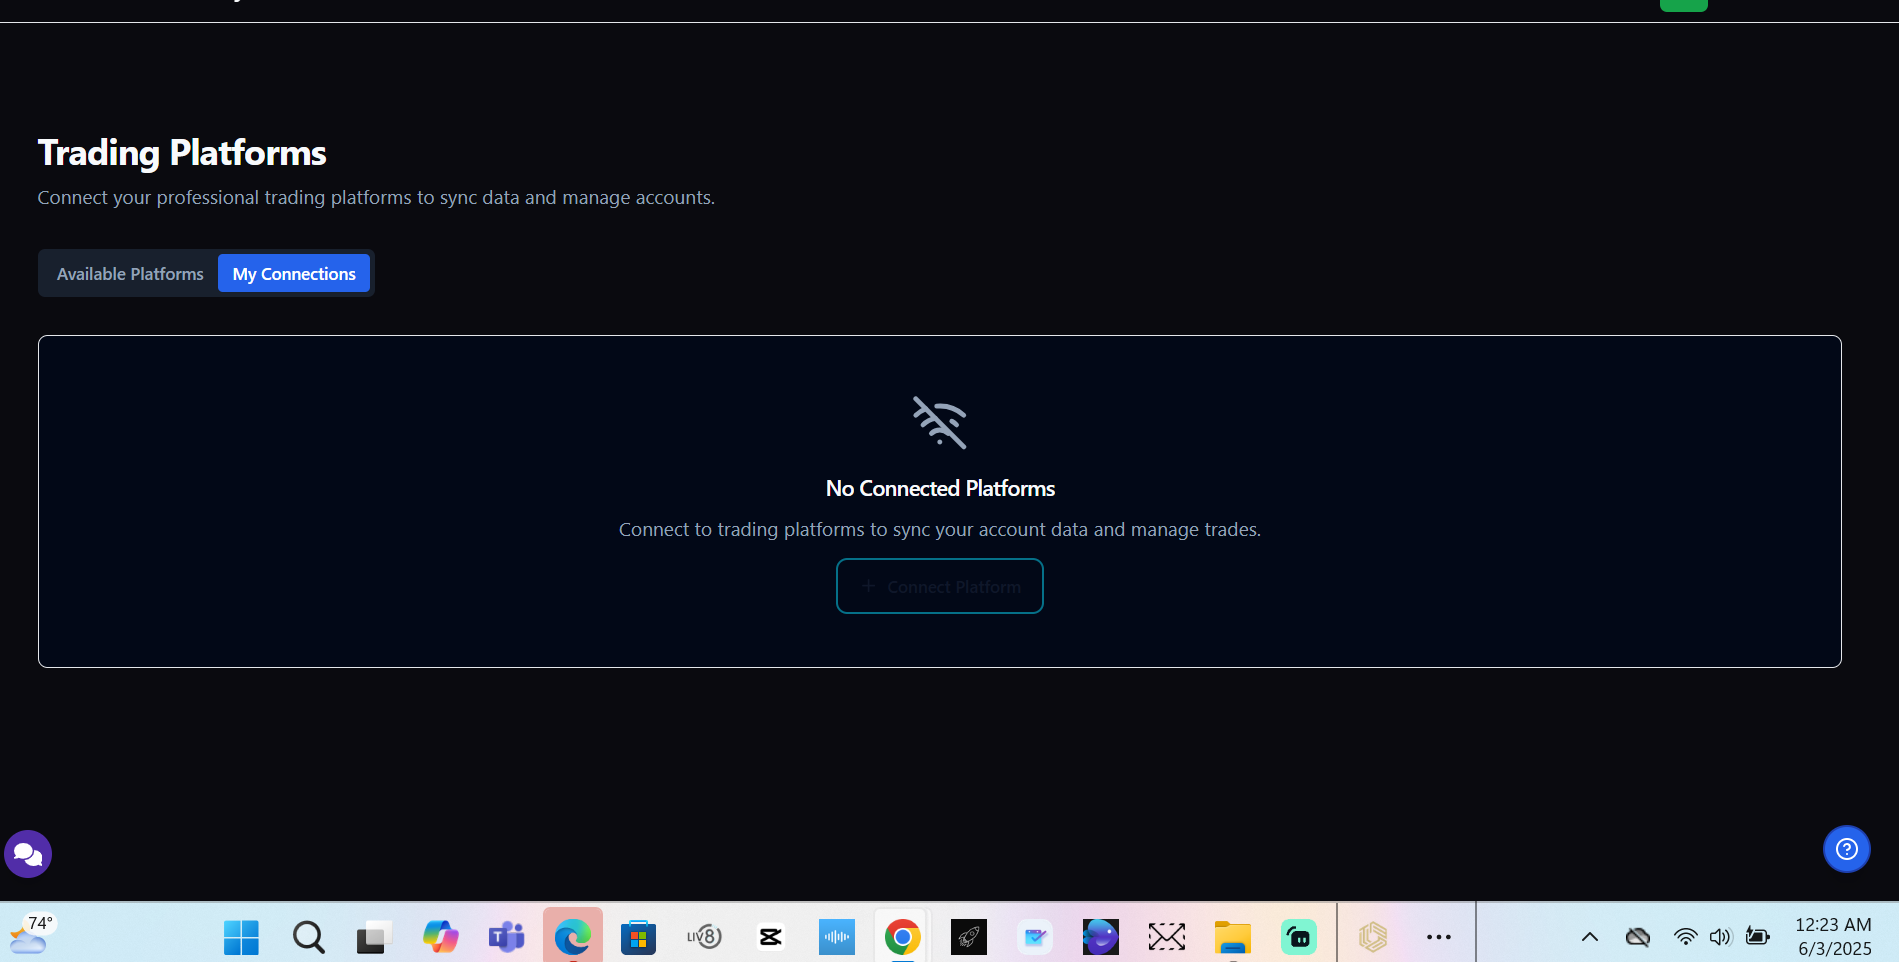 Trading Platforms
Connect your professional trading platforms to sync data and manage accounts.
Available Platforms
My Connections
No Connected Platforms
Connect to trading platforms to sync your account data and manage trades.
+ Connect Platform
74°
LIV8
12:23 AM
6/3/2025